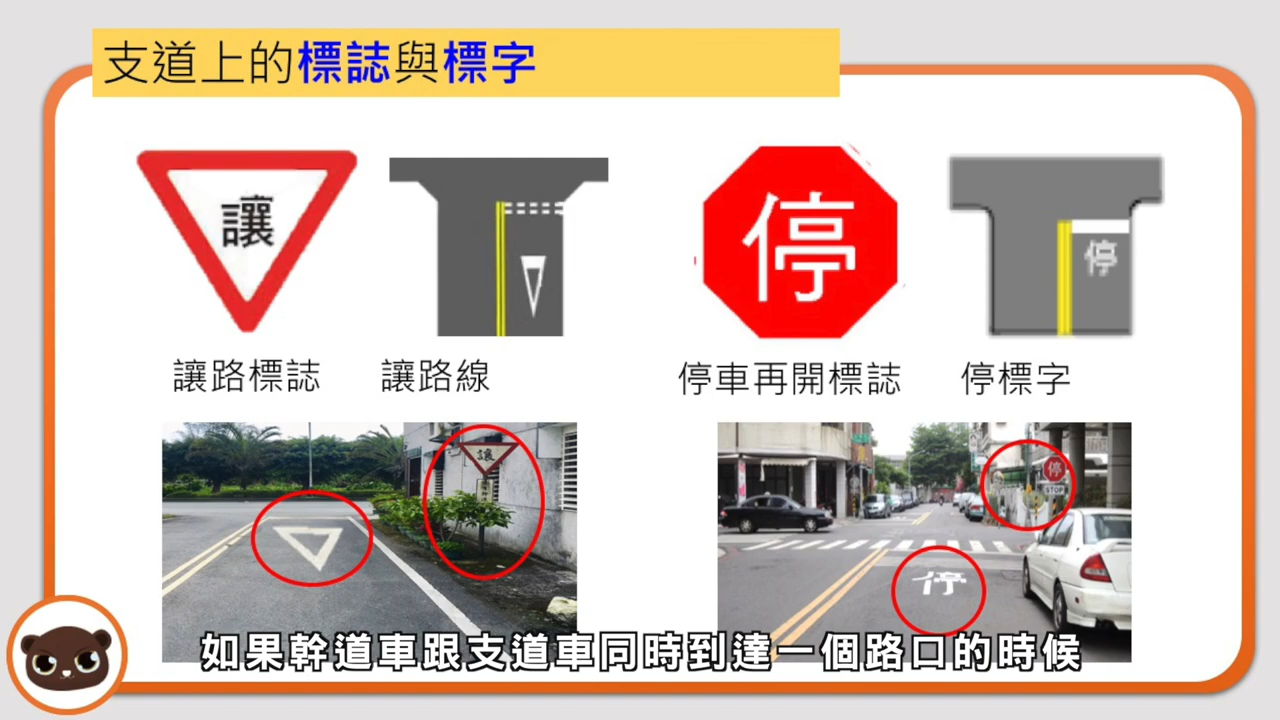 支道上的標誌與標字
讓
停
停
讓路標誌
讓路線
停車再開標誌
停標字
讓
停
STOP
停
如果幹道車跟支道車同時到達一個路口的時候